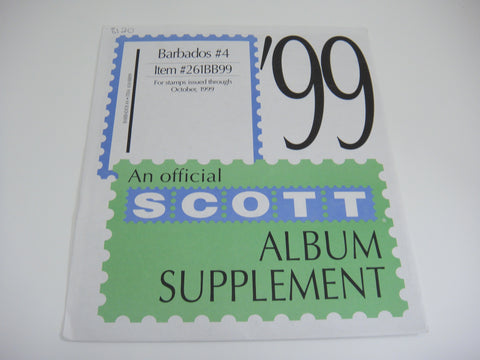 Barbados #4
Item #261BB99
For stamps issued through
October, 1999
'99
An official
SCOTT
ALBUM
SUPPLEMENT